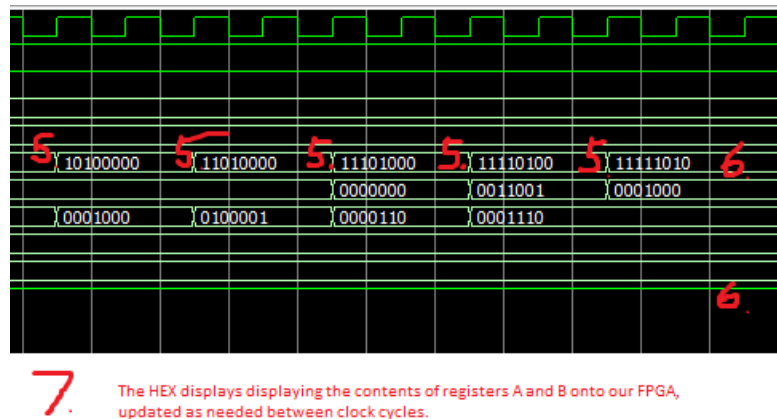 5 10100000 5 11010000 5. 11101000 5. 11110100 5. 11111010 6.
0000000 0011001 0001000
0001000 0100001 0000110 0001110
6.
7. The HEX displays displaying the contents of registers A and B onto our FPGA,
updated as needed between clock cycles.